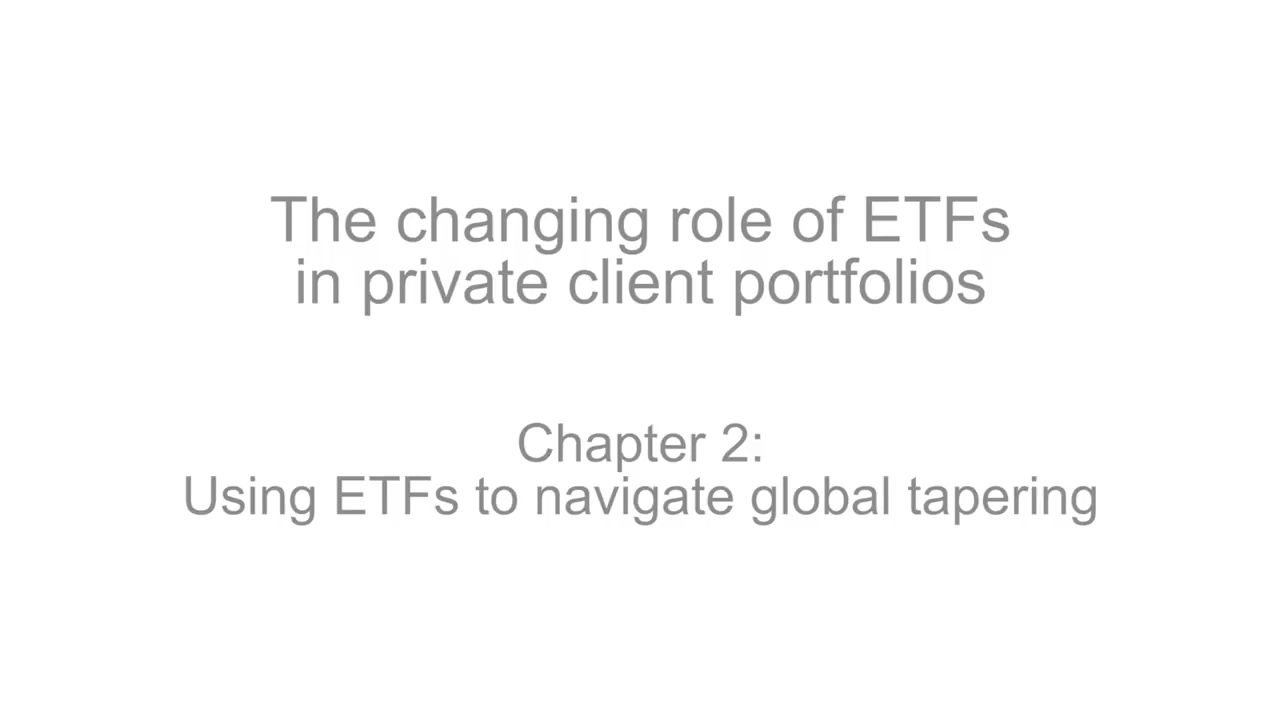 The changing role of ETFs
in private client portfolios
Chapter 2:
Using ETFs to navigate global tapering